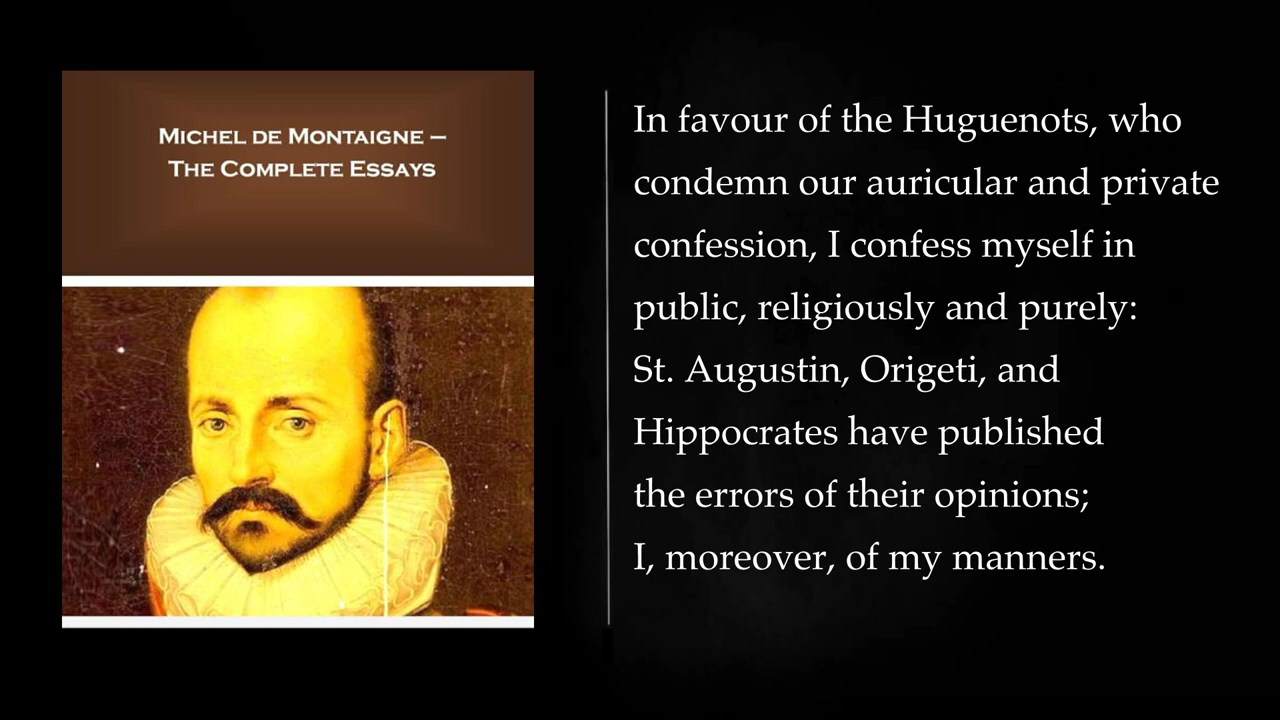 MICHEL DE MONTAIGNE –
THE COMPLETE ESSAYS
In favour of the Huguenots, who
condemn our auricular and private
confession, I confess myself in
public, religiously and purely:
St. Augustin, Origeti, and
Hippocrates have published
the errors of their opinions;
I, moreover, of my manners.